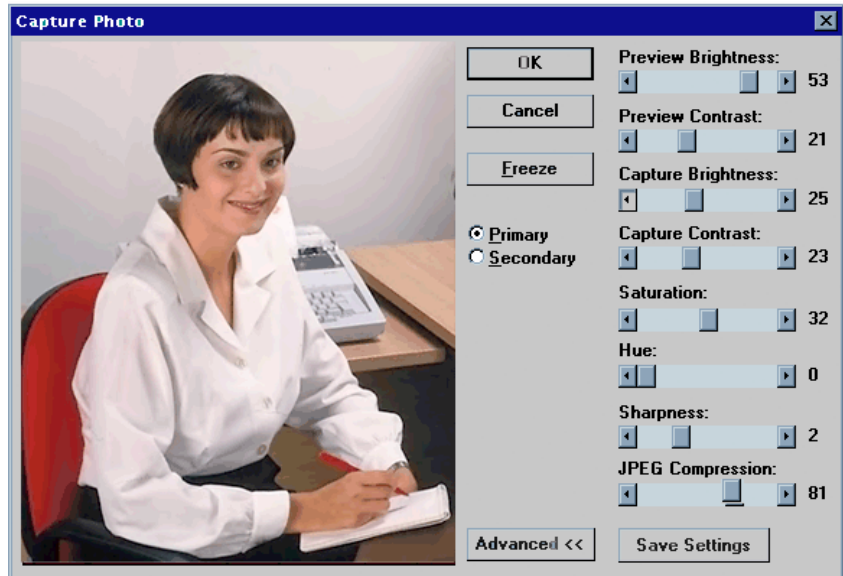 Capture Photo
OK
Cancel
Freeze
Primary
Secondary
Advanced <<
Preview Brightness:
53
Preview Contrast:
21
Capture Brightness:
25
Capture Contrast:
23
Saturation:
32
Hue:
0
Sharpness:
2
JPEG Compression:
81
Save Settings